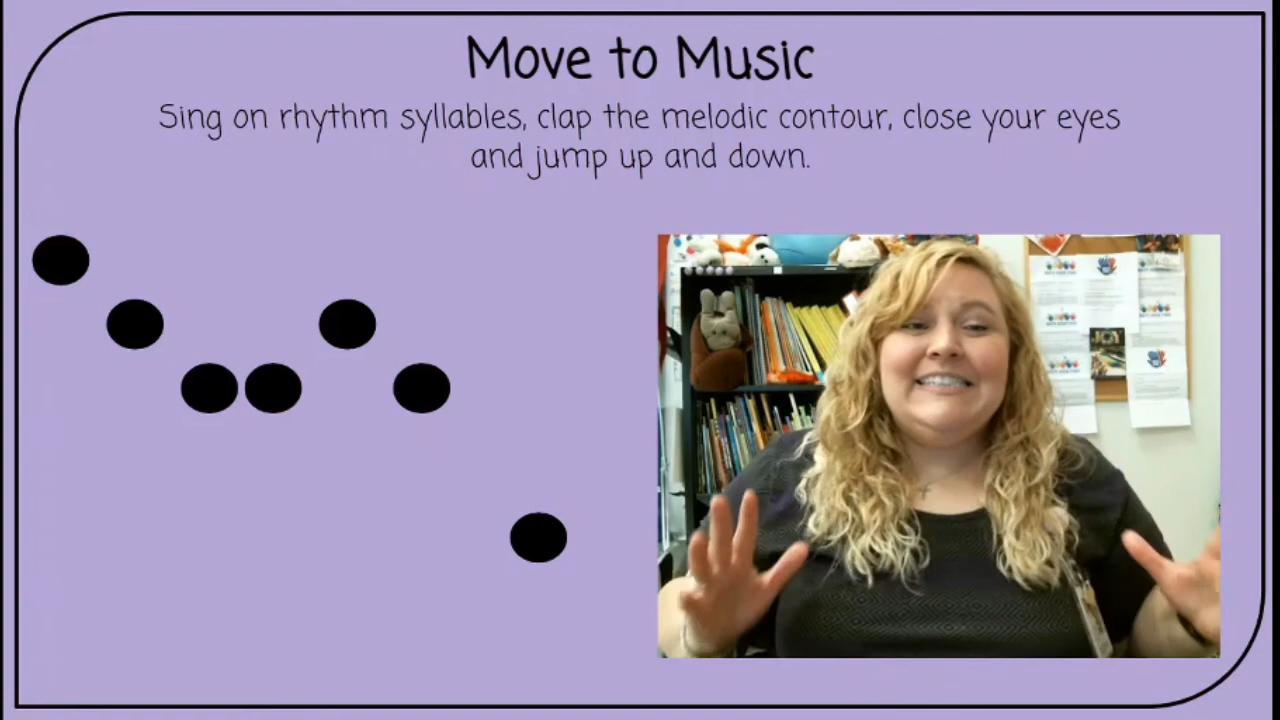 Move to Music
Sing on rhythm syllables, clap the melodic contour, close your eyes
and jump up and down.
JOY